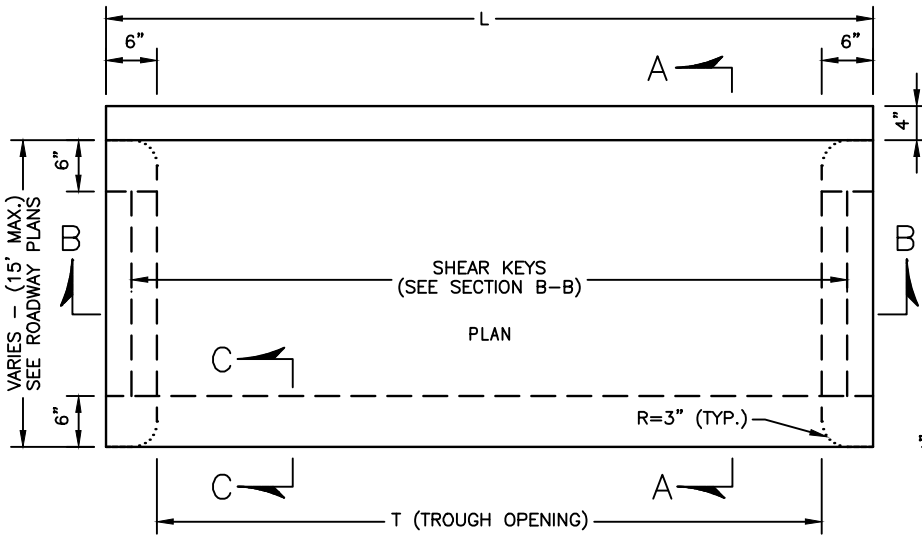 L
6"
6"
A
4"
6"
VARIES – (15' MAX.)
SEE ROADWAY PLANS
B
B
SHEAR KEYS
(SEE SECTION B–B)
PLAN
C
6"
R=3" (TYP.)
C
A
T (TROUGH OPENING)